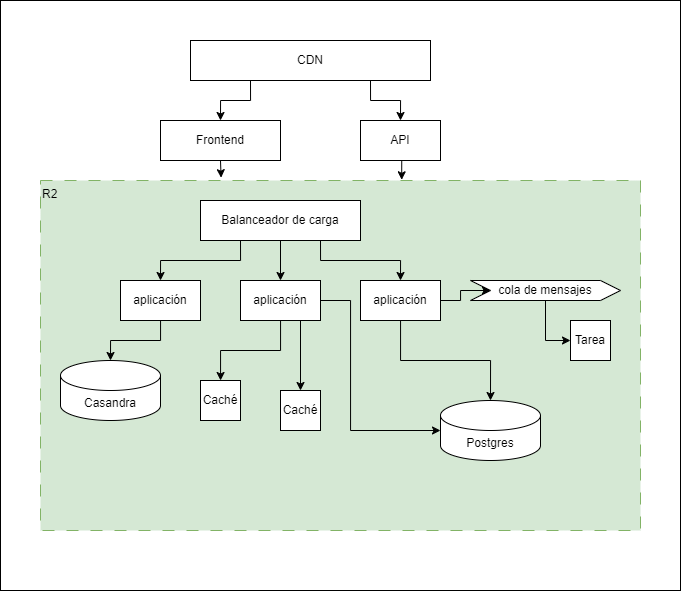 CDN
Frontend
API
R2
Balanceador de carga
aplicación
aplicación
aplicación
cola de mensajes
Tarea
Casandra
Caché
Caché
Postgres